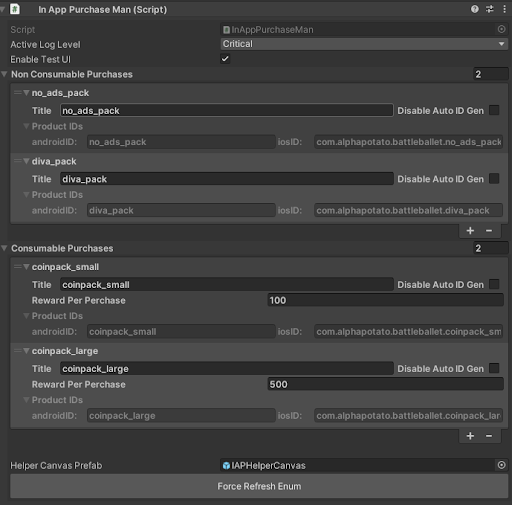 In App Purchase Man (Script)
Script InAppPurchaseMan
Active Log Level Critical
Enable Test UI
Non Consumable Purchases 2
no_ads_pack
Title no_ads_pack Disable Auto ID Gen
Product IDs
androidID: no_ads_pack iosID: com.alphapotato.battleballet.no_ads_pack
diva_pack
Title diva_pack Disable Auto ID Gen
Product IDs
androidID: diva_pack iosID: com.alphapotato.battleballet.diva_pack
+ −
Consumable Purchases 2
coinpack_small
Title coinpack_small Disable Auto ID Gen
Reward Per Perchase 100
Product IDs
androidID: coinpack_small iosID: com.alphapotato.battleballet.coinpack_sm
coinpack_large
Title coinpack_large Disable Auto ID Gen
Reward Per Perchase 500
Product IDs
androidID: coinpack_large iosID: com.alphapotato.battleballet.coinpack_lar
+ −
Helper Canvas Prefab IAPHelperCanvas
Force Refresh Enum